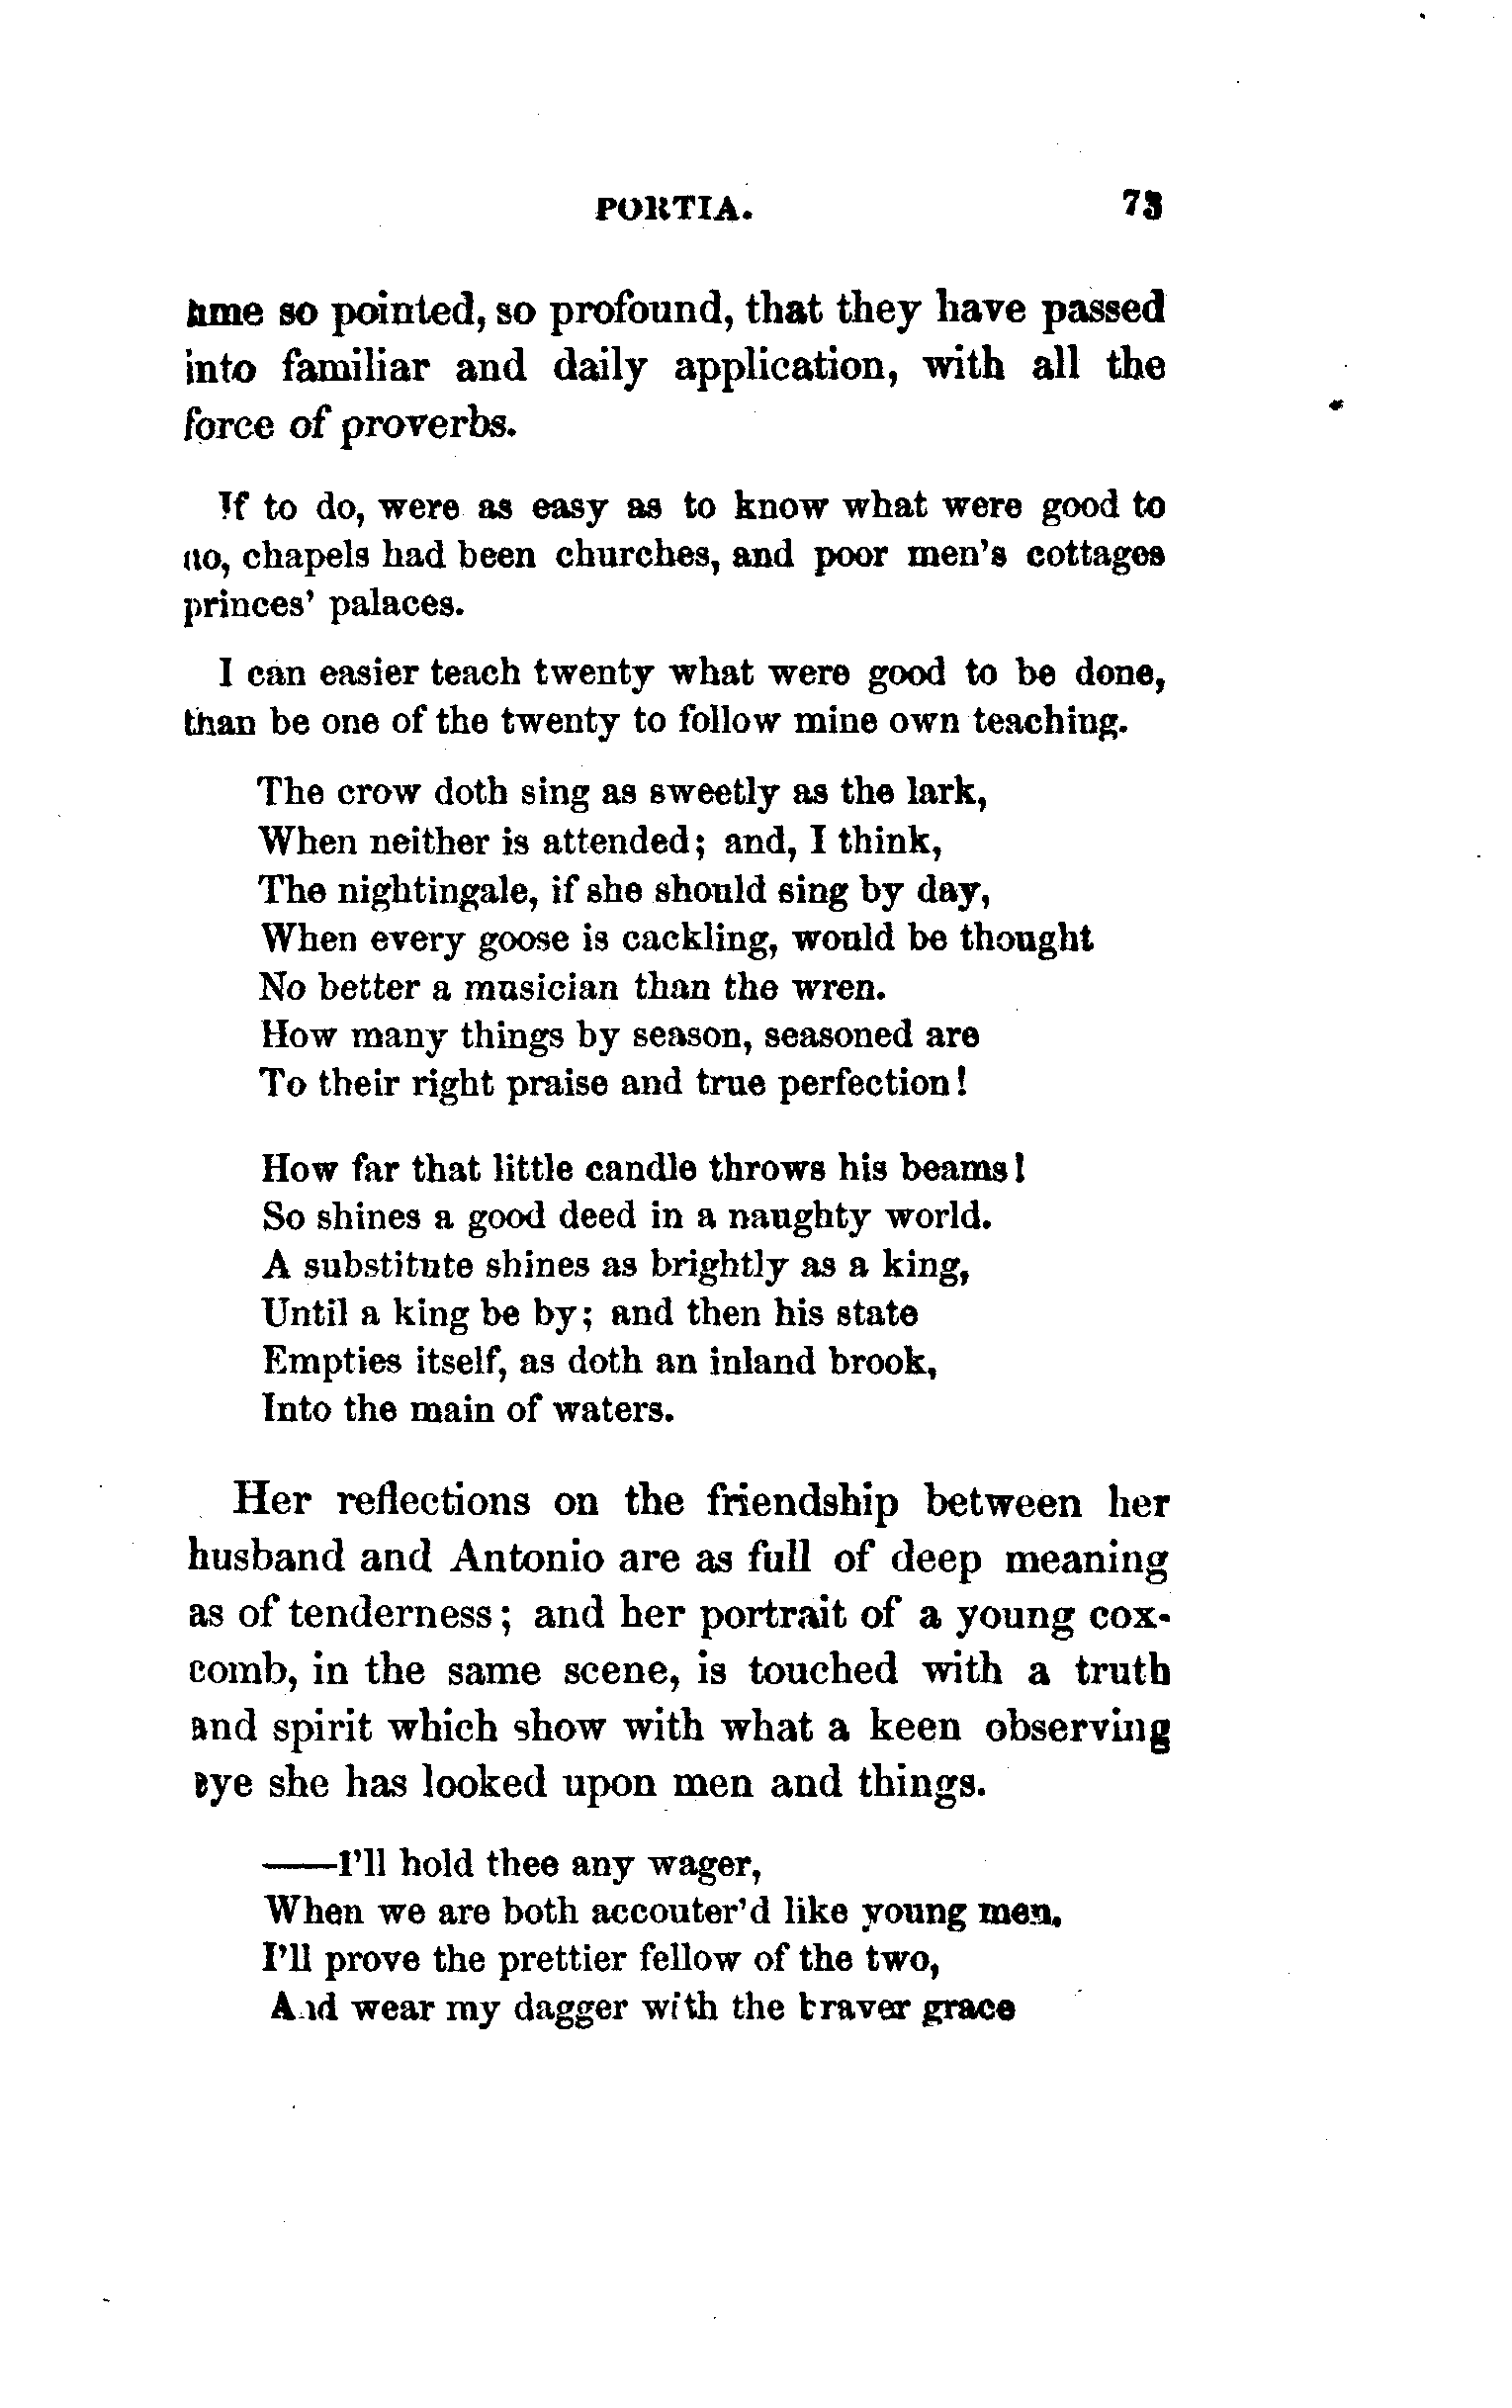 PORTIA. 73
time so pointed, so profound, that they have passed
into familiar and daily application, with all the
force of proverbs.
If to do, were as easy as to know what were good to
do, chapels had been churches, and poor men's cottages
princes' palaces.
I can easier teach twenty what were good to be done,
than be one of the twenty to follow mine own teaching.
The crow doth sing as sweetly as the lark,
When neither is attended; and, I think,
The nightingale, if she should sing by day,
When every goose is cackling, would be thought
No better a musician than the wren.
How many things by season, seasoned are
To their right praise and true perfection!
How far that little candle throws his beams!
So shines a good deed in a naughty world.
A substitute shines as brightly as a king,
Until a king be by; and then his state
Empties itself, as doth an inland brook,
Into the main of waters.
Her reflections on the friendship between her
husband and Antonio are as full of deep meaning
as of tenderness; and her portrait of a young cox-
comb, in the same scene, is touched with a truth
and spirit which show with what a keen observing
eye she has looked upon men and things.
——I'll hold thee any wager,
When we are both accouter'd like young men,
I'll prove the prettier fellow of the two,
And wear my dagger with the braver grace